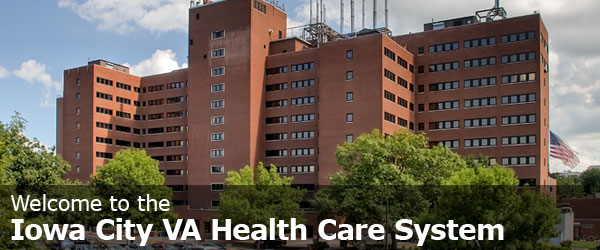 Welcome to the
Iowa City VA Health Care System